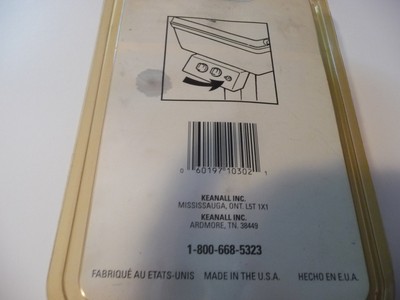 0 60197 10302 1
KEANALL INC.
MISSISSAUGA, ONT. L5T 1X1
KEANALL INC.
ARDMORE, TN. 38449
1-800-668-5323
FABRIQUÉ AU ETATS-UNIS MADE IN THE U.S.A. HECHO EN E.U.A.